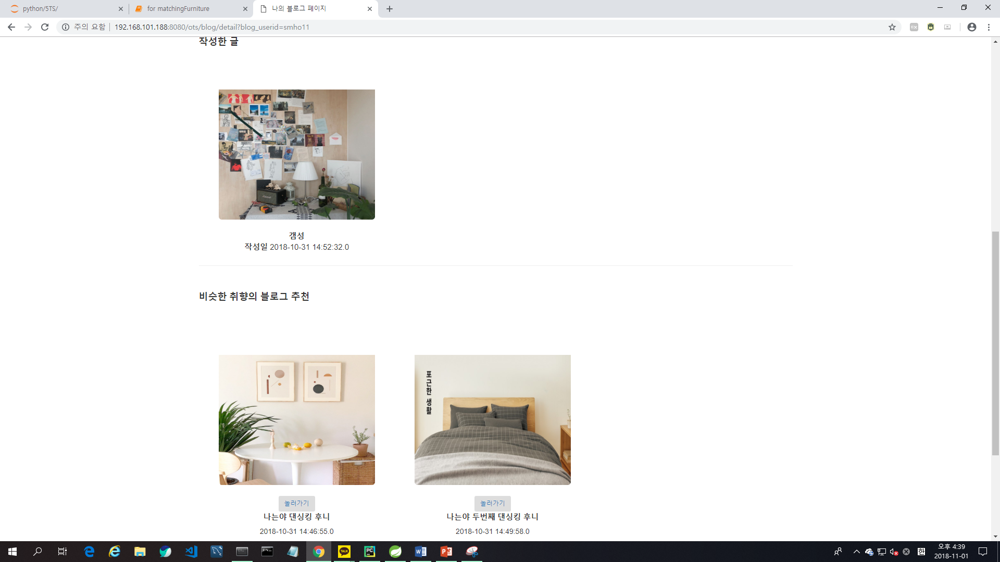 python/5TS/
for matchingFurniture
나의 블로그 페이지
주의 요함 192.168.101.188:8080/ots/blog/detail?blog_userid=smho11
작성한 글
갬성
작성일 2018-10-31 14:52:32.0
비슷한 취향의 블로그 추천
포근한 생활
놀러가기
나는야 댄싱킹 후니
2018-10-31 14:46:55.0
놀러가기
나는야 두번째 댄싱킹 후니
2018-10-31 14:49:58.0
TALK
PC
한
오후 4:39
2018-11-01